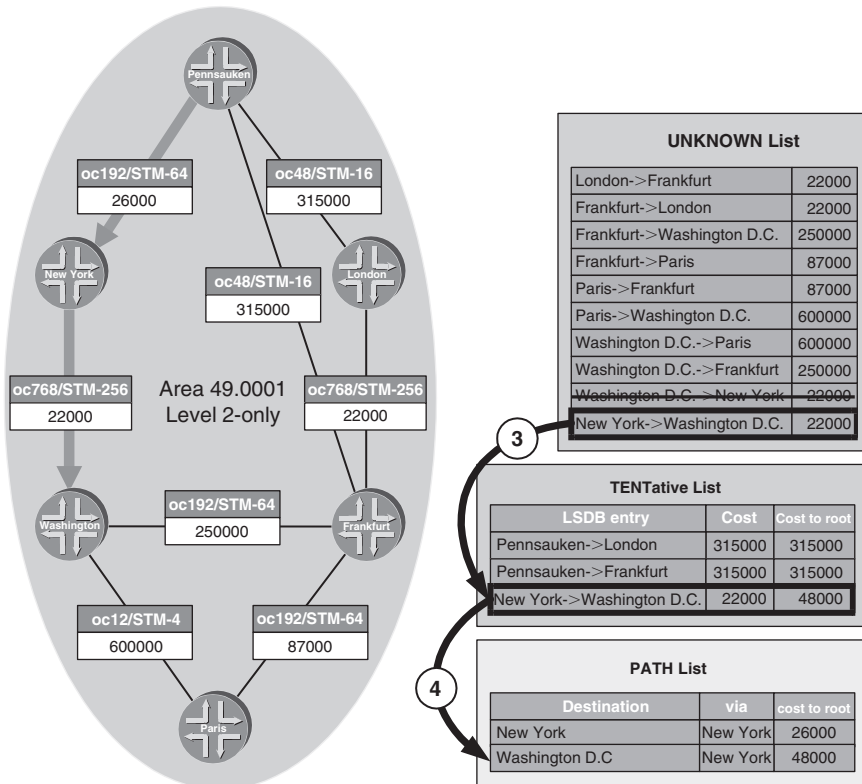 Pennsauken
oc192/STM-64
26000
oc48/STM-16
315000
New York
London
oc48/STM-16
315000
oc768/STM-256
22000
Area 49.0001
Level 2-only
oc768/STM-256
22000
Washington
oc192/STM-64
250000
Frankfurt
oc12/STM-4
600000
oc192/STM-64
87000
Paris
UNKNOWN List
London->Frankfurt 22000
Frankfurt->London 22000
Frankfurt->Washington D.C. 250000
Frankfurt->Paris 87000
Paris->Frankfurt 87000
Paris->Washington D.C. 600000
Washington D.C.->Paris 600000
Washington D.C.->Frankfurt 250000
Washington D.C.->New York 22000
New York->Washington D.C. 22000
3
TENTative List
LSDB entry Cost Cost to root
Pennsauken->London 315000 315000
Pennsauken->Frankfurt 315000 315000
New York->Washington D.C. 22000 48000
4
PATH List
Destination via cost to root
New York New York 26000
Washington D.C New York 48000